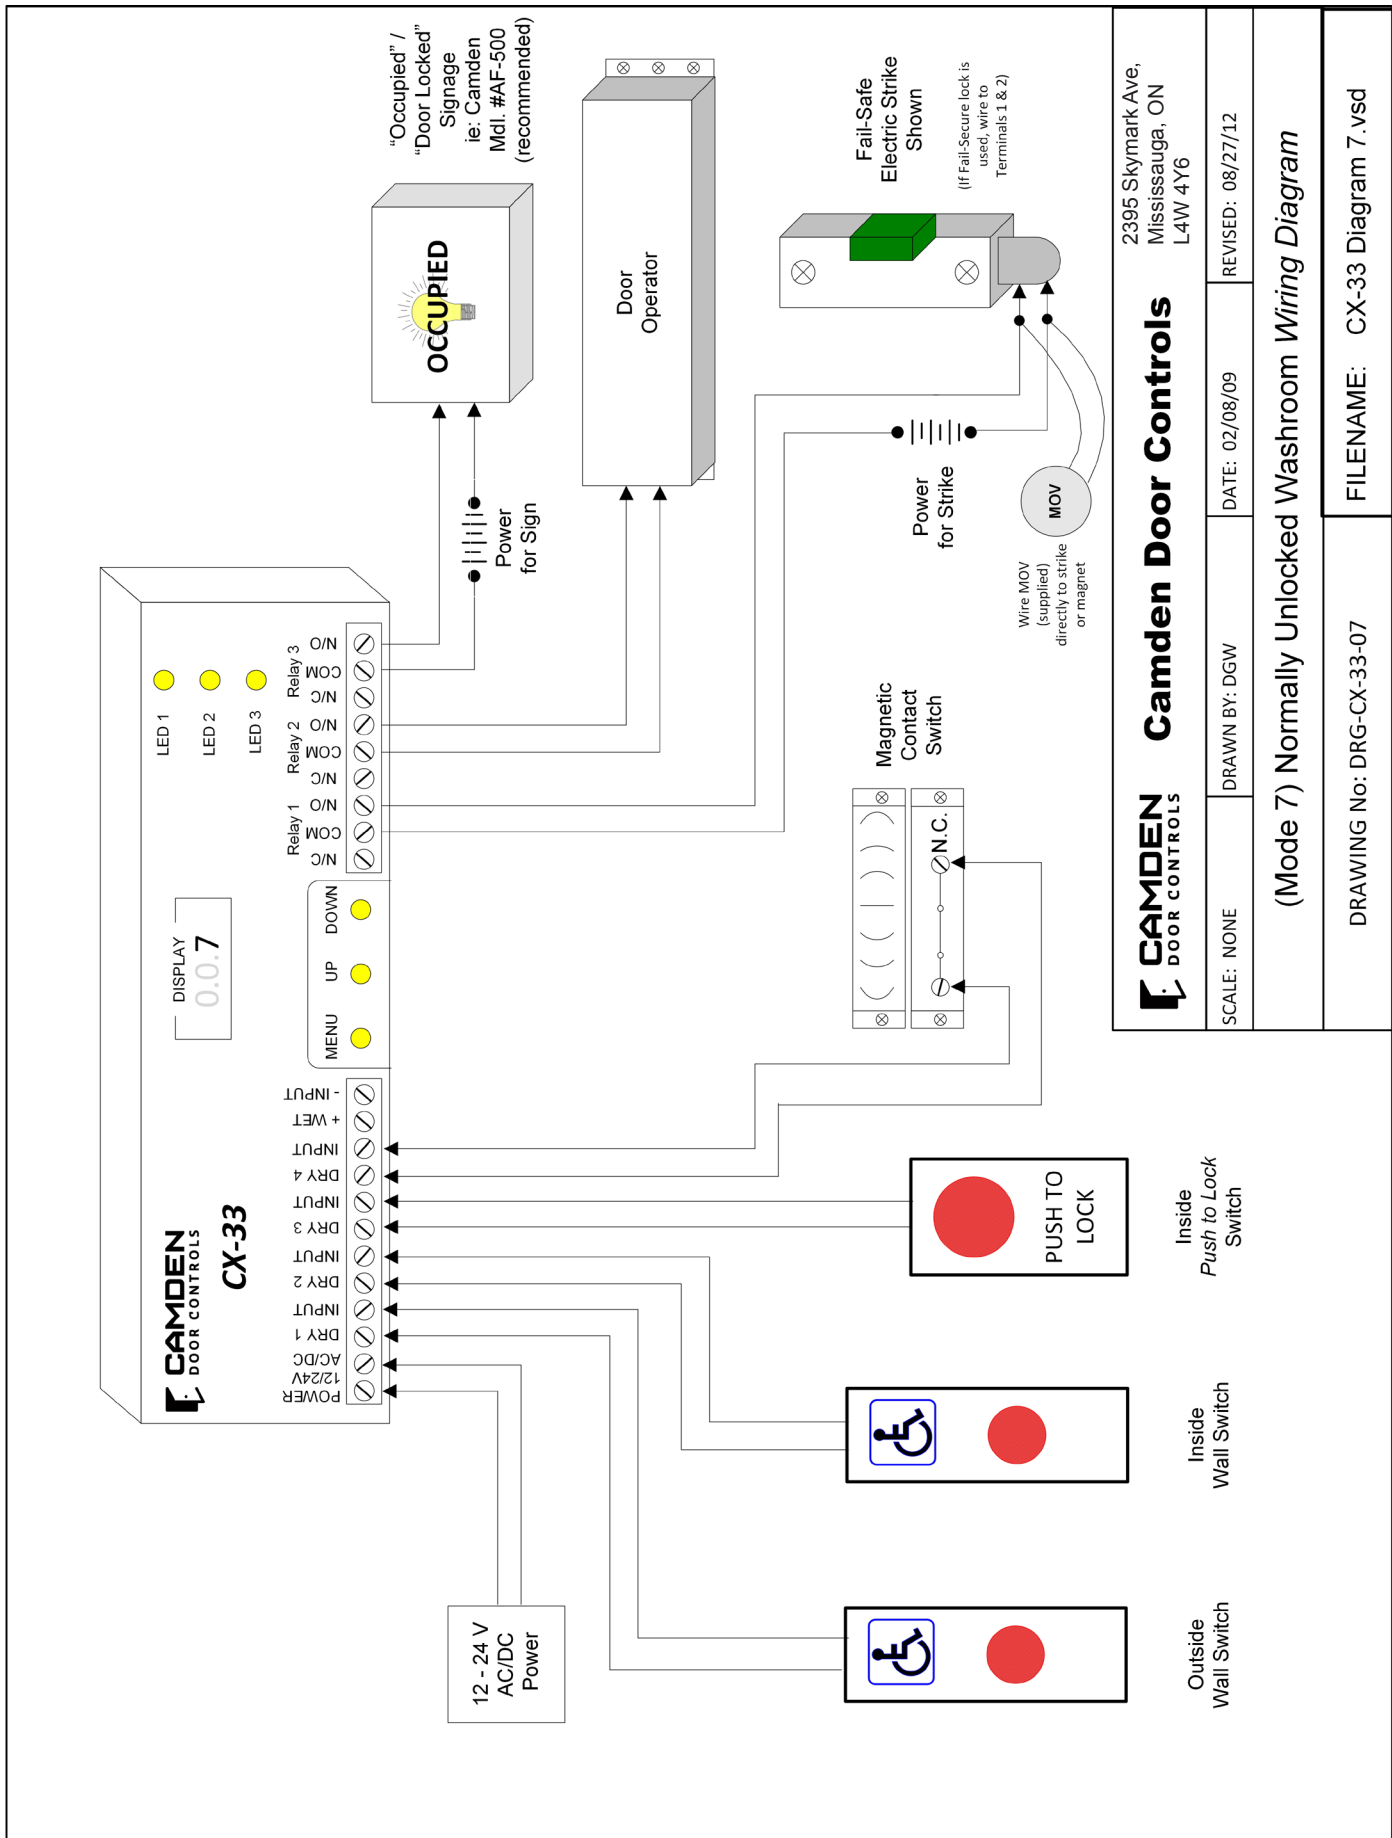 CAMDEN
DOOR CONTROLS
CX-33
DISPLAY
0.0.7
LED 1
LED 2
LED 3
MENU
UP
DOWN
POWER
12/24V
AC/DC
DRY 1
INPUT
DRY 2
INPUT
DRY 3
INPUT
DRY 4
INPUT
+ WET
- INPUT
Relay 1
Relay 2
Relay 3
N/C
COM
N/O
N/C
COM
N/O
N/C
COM
N/O
"Occupied" /
"Door Locked"
Signage
ie: Camden
Mdl. #AF-500
(recommended)
OCCUPIED
Power
for Sign
Door
Operator
Fail-Safe
Electric Strike
Shown
(If Fail-Secure lock is
used, wire to
Terminals 1 & 2)
Power
for Strike
MOV
Wire MOV
(supplied)
directly to strike
or magnet
Magnetic
Contact
Switch
N.C.
12 - 24 V
AC/DC
Power
PUSH TO
LOCK
Outside
Wall Switch
Inside
Wall Switch
Inside
Push to Lock
Switch
CAMDEN
DOOR CONTROLS
Camden Door Controls
2395 Skymark Ave,
Mississauga, ON
L4W 4Y6
SCALE: NONE
DRAWN BY: DGW
DATE: 02/08/09
REVISED: 08/27/12
(Mode 7) Normally Unlocked Washroom Wiring Diagram
DRAWING No: DRG-CX-33-07
FILENAME: CX-33 Diagram 7.vsd